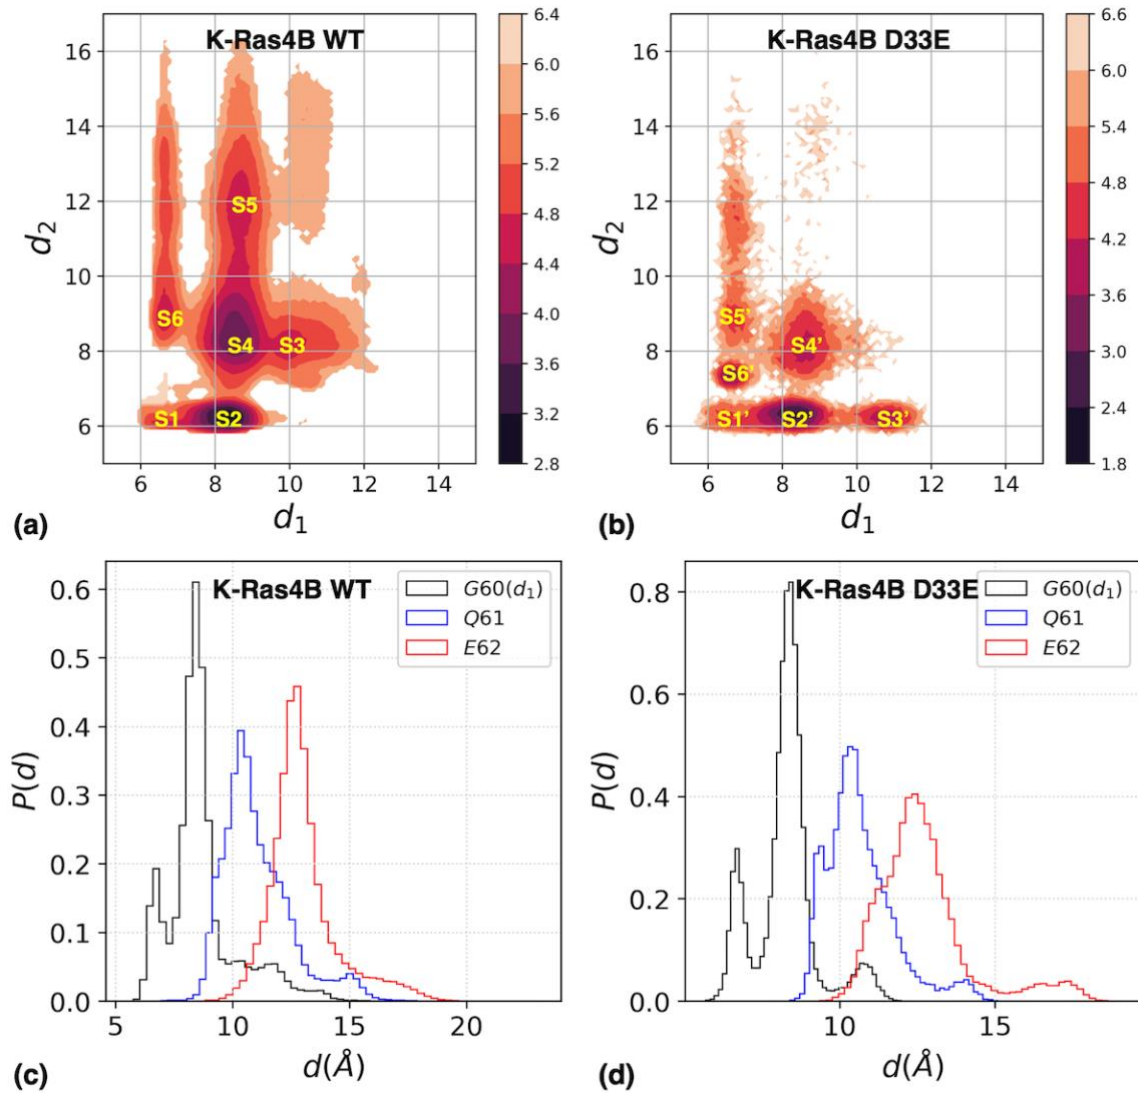 K-Ras4B WT
16
14
12
10
8
6
d₂
6 8 10 12 14
d₁
S1
S2
S3
S4
S5
S6
6.4
6.0
5.6
5.2
4.8
4.4
4.0
3.6
3.2
2.8
(a)
K-Ras4B D33E
16
14
12
10
8
6
d₂
6 8 10 12 14
d₁
S5’
S4’
S6’
S1’ S2’ S3’
6.6
6.0
5.4
4.8
4.2
3.6
3.0
2.4
1.8
(b)
K-Ras4B WT
G60(d₁)
Q61
E62
0.6
0.5
0.4
0.3
0.2
0.1
0.0
P(d)
5 10 15 20
d(Å)
(c)
K-Ras4B D33E
G60(d₁)
Q61
E62
0.8
0.6
0.4
0.2
0.0
P(d)
10 15
d(Å)
(d)